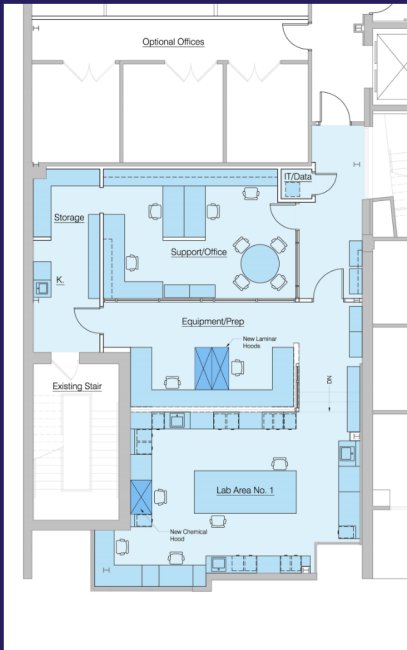 Optional Offices
IT/Data
Storage
Support/Office
K.
Equipment/Prep
New Laminar
Hoods
Existing Stair
DN
Lab Area No. 1
New Chemical
Hood